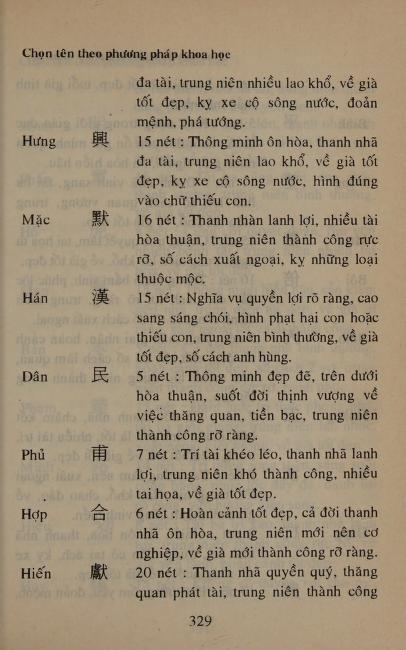 Chọn tên theo phương pháp khoa học
đa tài, trung niên nhiều lao khổ, về già
tốt đẹp, kỵ xe cộ sông nước, đoản
mệnh, phá tướng.
Hưng 興 15 nét : Thông minh ôn hòa, thanh nhã
đa tài, trung niên lao khổ, về già tốt
đẹp, kỵ xe cộ sông nước, hình đúng
vào chữ thiếu con.
Mặc 默 16 nét : Thanh nhàn lanh lợi, nhiều tài
hòa thuận, trung niên thành công rực
rỡ, số cách xuất ngoại, kỵ những loại
thuộc mộc.
Hán 漢 15 nét : Nghĩa vụ quyền lợi rõ ràng, cao
sang sáng chói, hình phạt hại con hoặc
thiếu con, trung niên bình thường, về già
tốt đẹp, số cách anh hùng.
Dân 民 5 nét : Thông minh đẹp đẽ, trên dưới
hòa thuận, suốt đời thịnh vượng về
việc thăng quan, tiền bạc, trung niên
thành công rỡ ràng.
Phủ 甫 7 nét : Trí tài khéo léo, thanh nhã lanh
lợi, trung niên khó thành công, nhiều
tai họa, về già tốt đẹp.
Hợp 合 6 nét : Hoàn cảnh tốt đẹp, cả đời thanh
nhã ôn hòa, trung niên mới nên cơ
nghiệp, về già mới thành công rỡ ràng.
Hiến 獻 20 nét : Thanh nhã quyền quý, thăng
quan phát tài, trung niên thành công
329